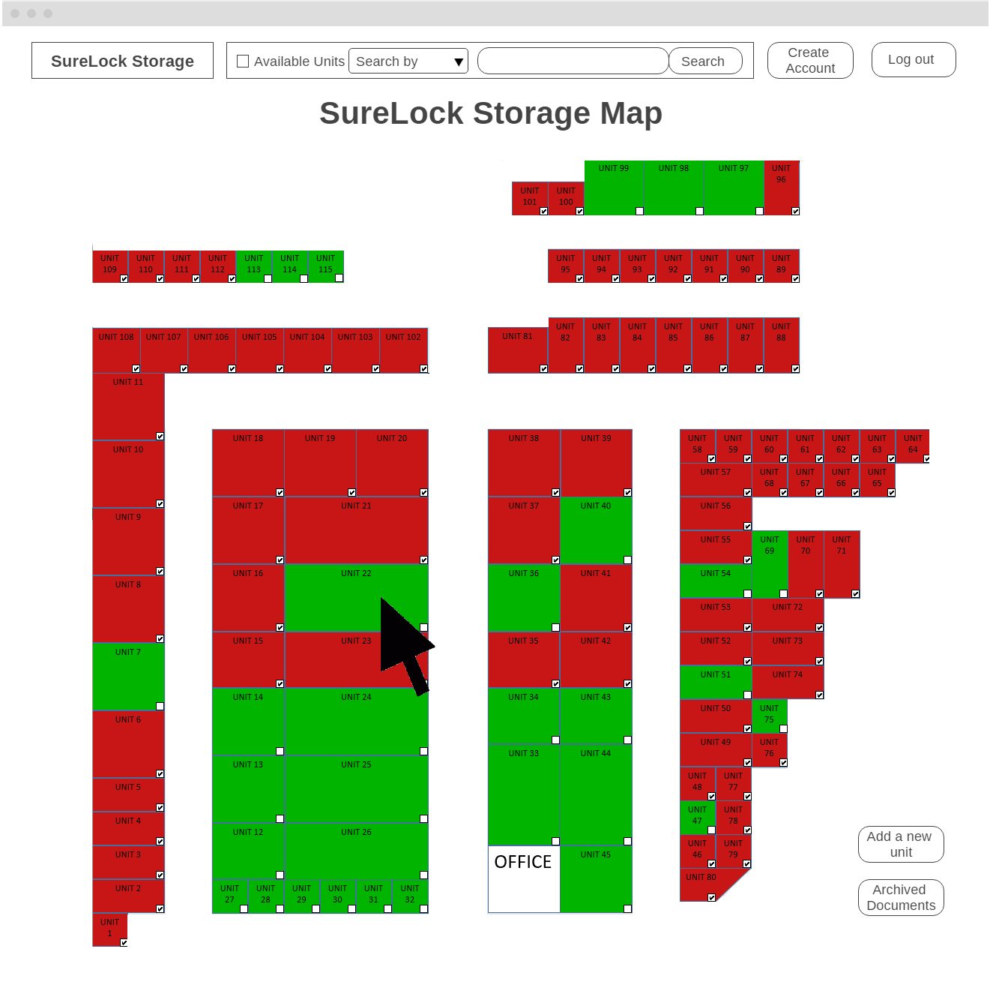 SureLock Storage
Available Units
Search by
Search
Create
Account
Log out
SureLock Storage Map
UNIT 99
UNIT 98
UNIT 97
UNIT
96
UNIT
101
UNIT
100
UNIT
109
UNIT
110
UNIT
111
UNIT
112
UNIT
113
UNIT
114
UNIT
115
UNIT
95
UNIT
94
UNIT
93
UNIT
92
UNIT
91
UNIT
90
UNIT
89
UNIT 108
UNIT 107
UNIT 106
UNIT 105
UNIT 104
UNIT 103
UNIT 102
UNIT 81
UNIT
82
UNIT
83
UNIT
84
UNIT
85
UNIT
86
UNIT
87
UNIT
88
UNIT 11
UNIT 10
UNIT 9
UNIT 8
UNIT 7
UNIT 6
UNIT 5
UNIT 4
UNIT 3
UNIT 2
UNIT
1
UNIT 18
UNIT 19
UNIT 20
UNIT 17
UNIT 21
UNIT 16
UNIT 22
UNIT 15
UNIT 23
UNIT 14
UNIT 24
UNIT 13
UNIT 25
UNIT 12
UNIT 26
UNIT
27
UNIT
28
UNIT
29
UNIT
30
UNIT
31
UNIT
32
UNIT 38
UNIT 39
UNIT 37
UNIT 40
UNIT 36
UNIT 41
UNIT 35
UNIT 42
UNIT 34
UNIT 43
UNIT 33
UNIT 44
OFFICE
UNIT 45
UNIT
58
UNIT
59
UNIT
60
UNIT
61
UNIT
62
UNIT
63
UNIT
64
UNIT 57
UNIT
68
UNIT
67
UNIT
66
UNIT
65
UNIT 56
UNIT 55
UNIT
69
UNIT
70
UNIT
71
UNIT 54
UNIT 53
UNIT 72
UNIT 52
UNIT 73
UNIT 51
UNIT 74
UNIT 50
UNIT
75
UNIT 49
UNIT
76
UNIT
48
UNIT
77
UNIT
47
UNIT
78
UNIT
46
UNIT
79
UNIT 80
Add a new
unit
Archived
Documents